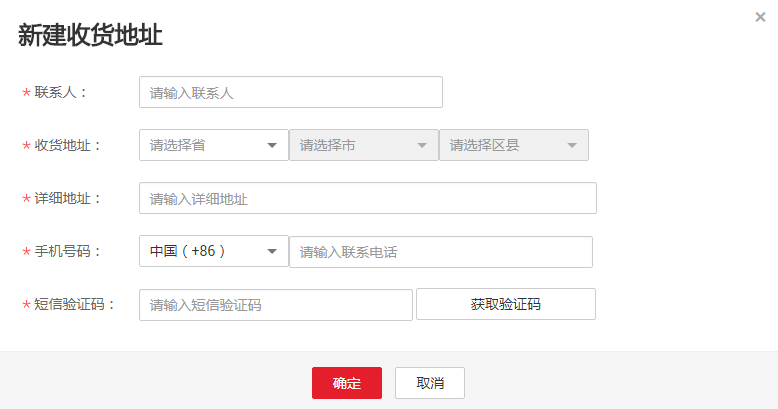 新建收货地址
* 联系人： 请输入联系人
* 收货地址： 请选择省 请选择市 请选择区县
* 详细地址： 请输入详细地址
* 手机号码： 中国（+86） 请输入联系电话
* 短信验证码： 请输入短信验证码 获取验证码
确定 取消